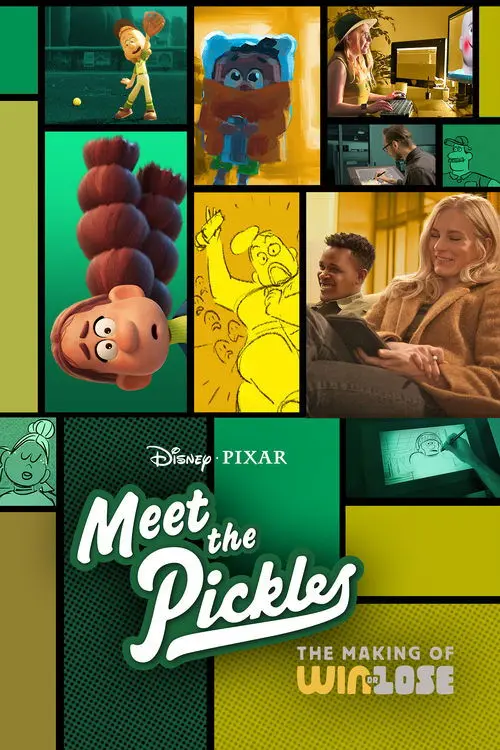 Disney · PIXAR
Meet
the
Pickles
THE MAKING OF
WIN OR LOSE